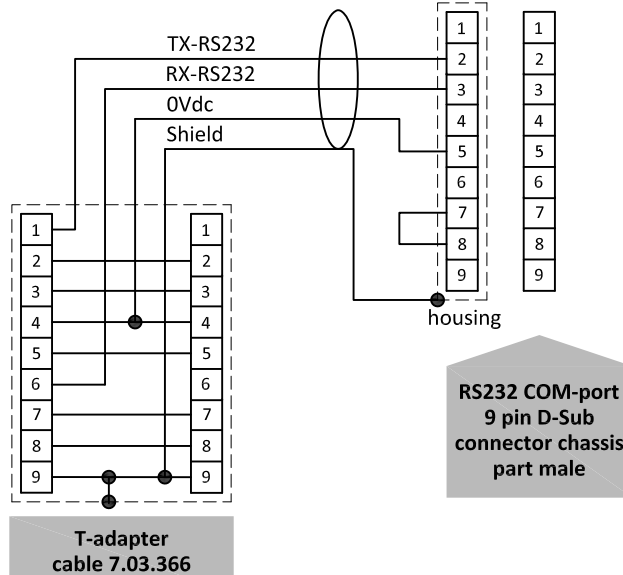 TX-RS232
RX-RS232
0Vdc
Shield
1 1
2 2
3 3
4 4
5 5
6 6
7 7
8 8
9 9
housing
1 1
2 2
3 3
4 4
5 5
6 6
7 7
8 8
9 9
RS232 COM-port
9 pin D-Sub
connector chassis
part male
T-adapter
cable 7.03.366